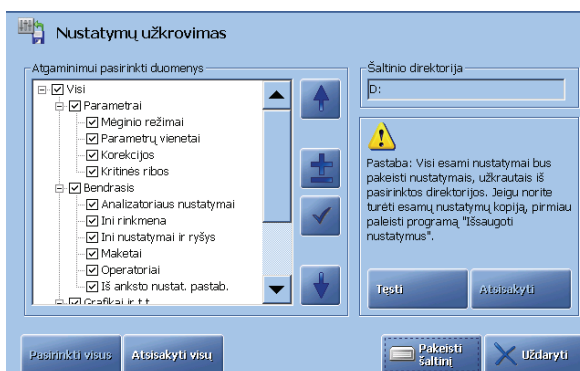 Nustatymų užkrovimas
Atgaminimui pasirinkti duomenys
Visi
Parametrai
Mėginio režimai
Parametrų vienetai
Korekcijos
Kritinės ribos
Bendrasis
Analizatoriaus nustatymai
Ini rinkmena
Ini nustatymai ir ryšys
Maketai
Operatoriai
Iš anksto nustat. pastab.
Grafikai ir t.t.
Šaltinio direktorija
D:
Pastaba: Visi esami nustatymai bus
pakeisti nustatymais, užkrautais iš
pasirinktos direktorijos. Jeigu norite
turėti esamų nustatymų kopiją, pirmiau
paleisti programą "Išsaugoti
nustatymus".
Tęsti
Atsisakyti
Pasirinkti visus
Atsisakyti visų
Pakeisti
šaltinį
Uždaryti